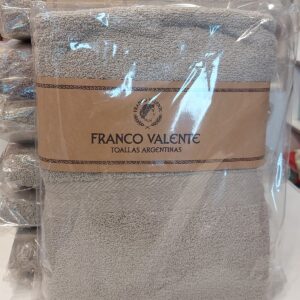 FRANCO VALENTE
TOALLAS ARGENTINAS